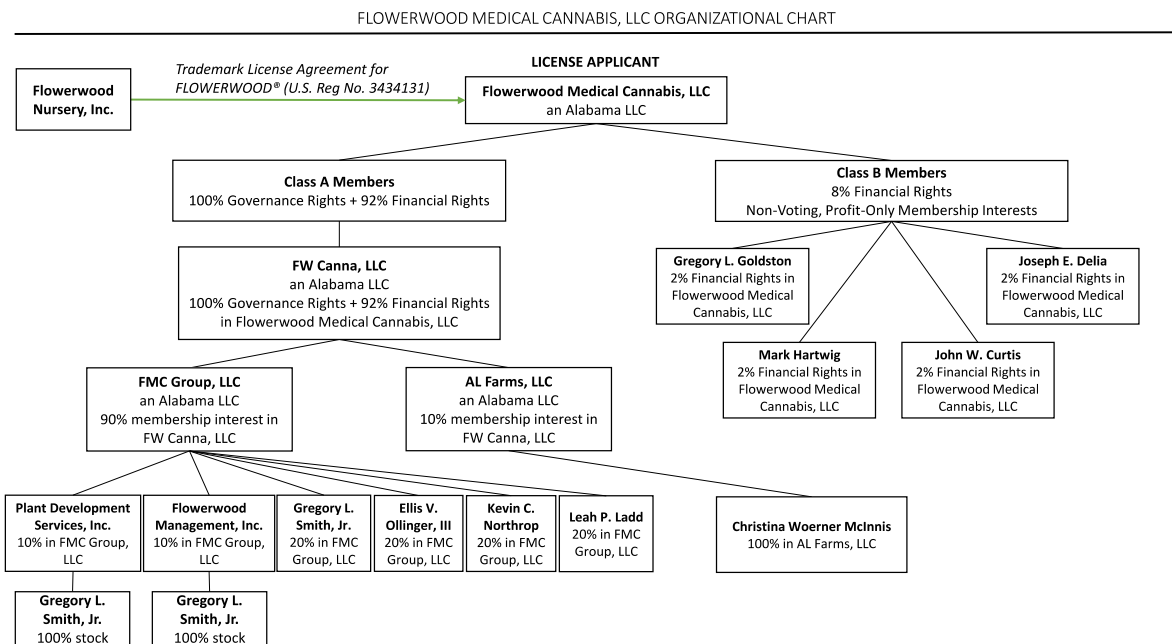 FLOWERWOOD MEDICAL CANNABIS, LLC ORGANIZATIONAL CHART
Flowerwood
Nursery, Inc.
Trademark License Agreement for
FLOWERWOOD® (U.S. Reg No. 3434131)
LICENSE APPLICANT
Flowerwood Medical Cannabis, LLC
an Alabama LLC
Class A Members
100% Governance Rights + 92% Financial Rights
Class B Members
8% Financial Rights
Non-Voting, Profit-Only Membership Interests
FW Canna, LLC
an Alabama LLC
100% Governance Rights + 92% Financial Rights
in Flowerwood Medical Cannabis, LLC
Gregory L. Goldston
2% Financial Rights in
Flowerwood Medical
Cannabis, LLC
Joseph E. Delia
2% Financial Rights in
Flowerwood Medical
Cannabis, LLC
Mark Hartwig
2% Financial Rights in
Flowerwood Medical
Cannabis, LLC
John W. Curtis
2% Financial Rights in
Flowerwood Medical
Cannabis, LLC
FMC Group, LLC
an Alabama LLC
90% membership interest in
FW Canna, LLC
AL Farms, LLC
an Alabama LLC
10% membership interest in
FW Canna, LLC
Plant Development
Services, Inc.
10% in FMC Group,
LLC
Flowerwood
Management, Inc.
10% in FMC Group,
LLC
Gregory L.
Smith, Jr.
20% in FMC
Group, LLC
Ellis V.
Ollinger, III
20% in FMC
Group, LLC
Kevin C.
Northrop
20% in FMC
Group, LLC
Leah P. Ladd
20% in FMC
Group, LLC
Christina Woerner McInnis
100% in AL Farms, LLC
Gregory L.
Smith, Jr.
100% stock
Gregory L.
Smith, Jr.
100% stock